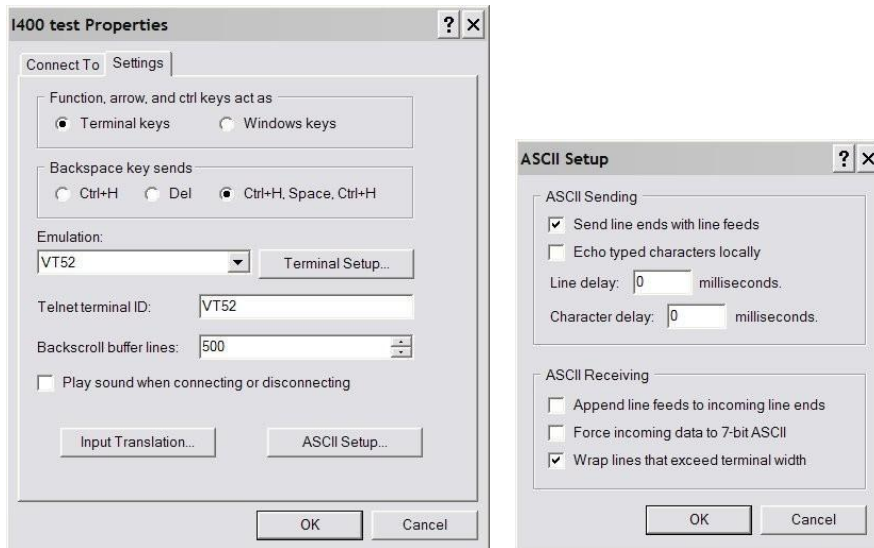 I400 test Properties
Connect To Settings
Function, arrow, and ctrl keys act as
Terminal keys Windows keys
Backspace key sends
Ctrl+H Del Ctrl+H, Space, Ctrl+H
Emulation:
VT52 Terminal Setup...
Telnet terminal ID: VT52
Backscroll buffer lines: 500
Play sound when connecting or disconnecting
Input Translation... ASCII Setup...
OK Cancel
ASCII Setup
ASCII Sending
Send line ends with line feeds
Echo typed characters locally
Line delay: 0 milliseconds.
Character delay: 0 milliseconds.
ASCII Receiving
Append line feeds to incoming line ends
Force incoming data to 7-bit ASCII
Wrap lines that exceed terminal width
OK Cancel